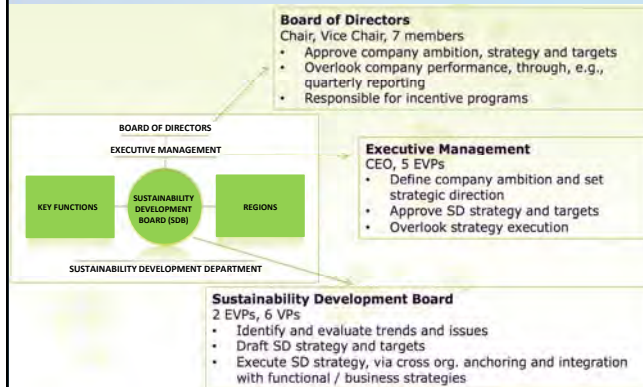 Board of Directors
Chair, Vice Chair, 7 members
• Approve company ambition, strategy and targets
• Overlook company performance, through, e.g.,
quarterly reporting
• Responsible for incentive programs
BOARD OF DIRECTORS
EXECUTIVE MANAGEMENT
KEY FUNCTIONS
SUSTAINABILITY
DEVELOPMENT
BOARD (SDB)
REGIONS
SUSTAINABILITY DEVELOPMENT DEPARTMENT
Executive Management
CEO, 5 EVPs
• Define company ambition and set
strategic direction
• Approve SD strategy and targets
• Overlook strategy execution
Sustainability Development Board
2 EVPs, 6 VPs
• Identify and evaluate trends and issues
• Draft SD strategy and targets
• Execute SD strategy, via cross org. anchoring and integration
with functional / business strategies